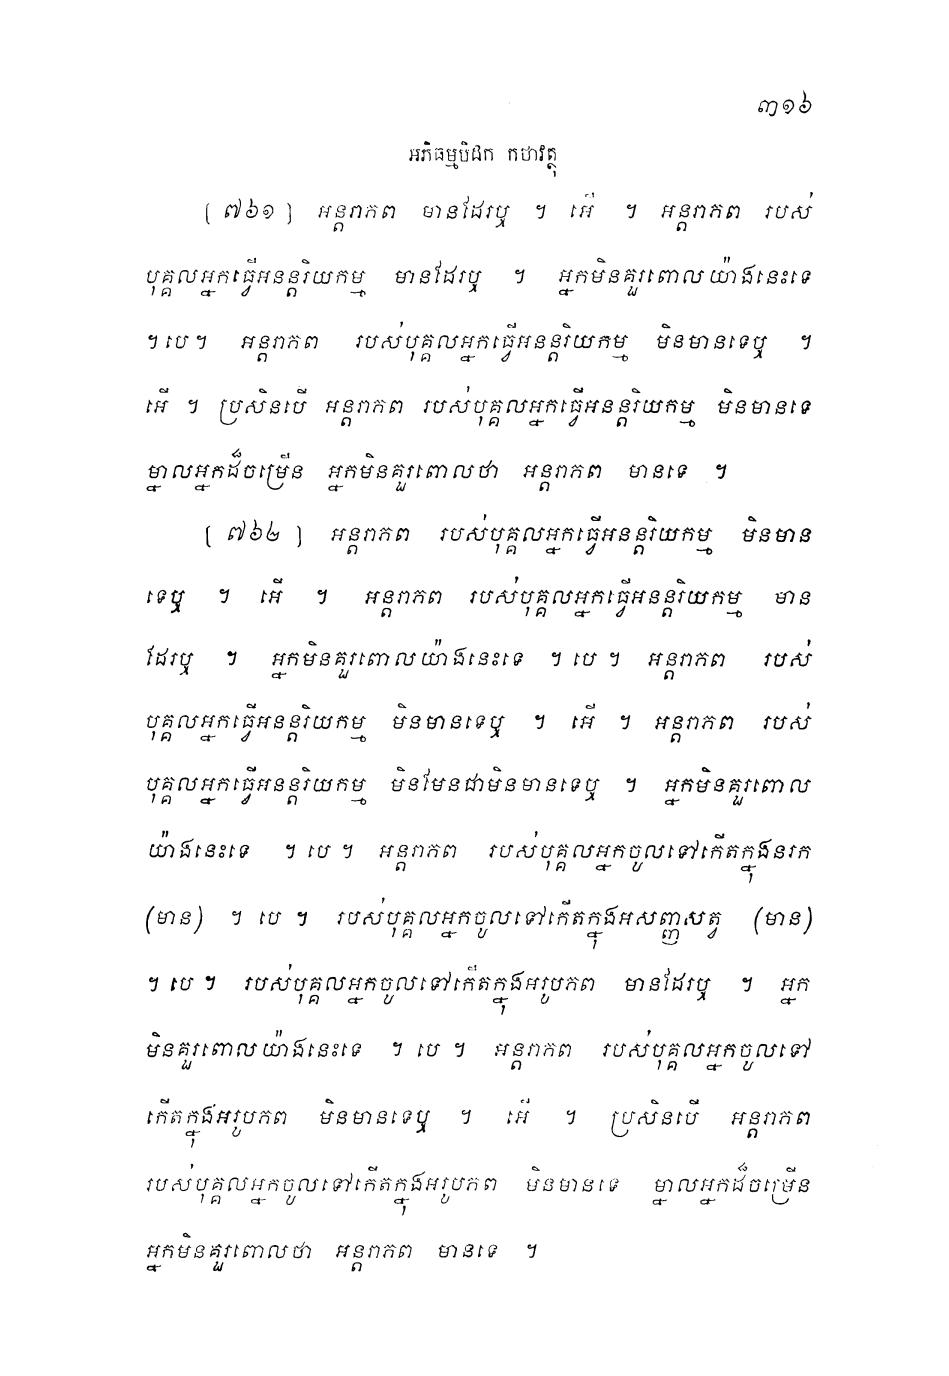 ៣១៦
អភិធម្មបិដក កថាវត្ថុ
[៧៦១] អន្តរាភព មានដែរឬ ។ អើ ។ អន្តរាភព របស់
បុគ្គលអ្នកធ្វើអនន្តរិយកម្ម មានដែរឬ ។ អ្នកមិនគួរពោលយ៉ាងនេះទេ
។ បេ ។ អន្តរាភព របស់បុគ្គលអ្នកធ្វើអនន្តរិយកម្ម មិនមានទេឬ ។
អើ ។ ប្រសិនបើ អន្តរាភព របស់បុគ្គលអ្នកធ្វើអនន្តរិយកម្ម មិនមានទេ
ម្នាលអ្នកដ៏ចម្រើន អ្នកមិនគួរពោលថា អន្តរាភព មានទេ ។
[៧៦២] អន្តរាភព របស់បុគ្គលអ្នកធ្វើអនន្តរិយកម្ម មិនមាន
ទេឬ ។ អើ ។ អន្តរាភព របស់បុគ្គលអ្នកធ្វើអនន្តរិយកម្ម មាន
ដែរឬ ។ អ្នកមិនគួរពោលយ៉ាងនេះទេ ។ បេ ។ អន្តរាភព របស់
បុគ្គលអ្នកធ្វើអនន្តរិយកម្ម មិនមានទេឬ ។ អើ ។ អន្តរាភព របស់
បុគ្គលអ្នកធ្វើអនន្តរិយកម្ម មិនមែនជាមិនមានទេឬ ។ អ្នកមិនគួរពោល
យ៉ាងនេះទេ ។ បេ ។ អន្តរាភព របស់បុគ្គលអ្នកចូលទៅកើតក្នុងនរក
(មាន) ។ បេ ។ របស់បុគ្គលអ្នកចូលទៅកើតក្នុងអសញ្ញសត្វ (មាន)
។ បេ ។ របស់បុគ្គលអ្នកចូលទៅកើតក្នុងអរូបភព មានដែរឬ ។ អ្នក
មិនគួរពោលយ៉ាងនេះទេ ។ បេ ។ អន្តរាភព របស់បុគ្គលអ្នកចូលទៅ
កើតក្នុងអរូបភព មិនមានទេឬ ។ អើ ។ ប្រសិនបើ អន្តរាភព
របស់បុគ្គលអ្នកចូលទៅកើតក្នុងអរូបភព មិនមានទេ ម្នាលអ្នកដ៏ចម្រើន
អ្នកមិនគួរពោលថា អន្តរាភព មានទេ ។